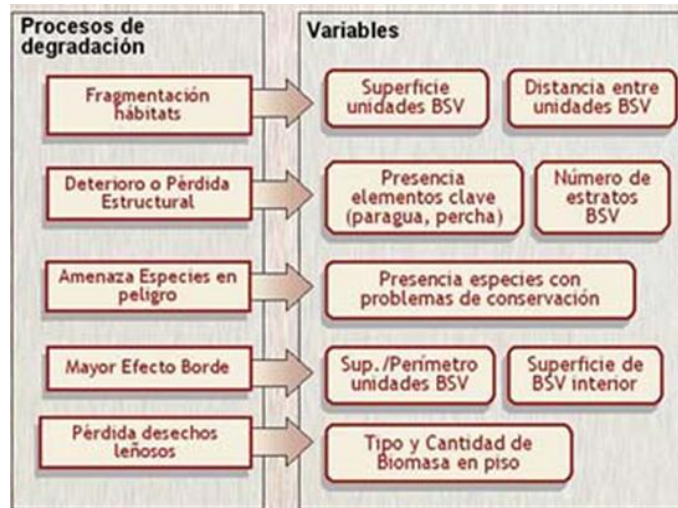 Procesos de
degradación
Variables
Fragmentación
hábitats
Superficie
unidades BSV
Distancia entre
unidades BSV
Deterioro o Pérdida
Estructural
Presencia
elementos clave
(paragua, percha)
Número de
estratos
BSV
Amenaza Especies en
peligro
Presencia especies con
problemas de conservación
Mayor Efecto Borde
Sup./Perímetro
unidades BSV
Superficie de
BSV interior
Pérdida desechos
leñosos
Tipo y Cantidad de
Biomasa en piso